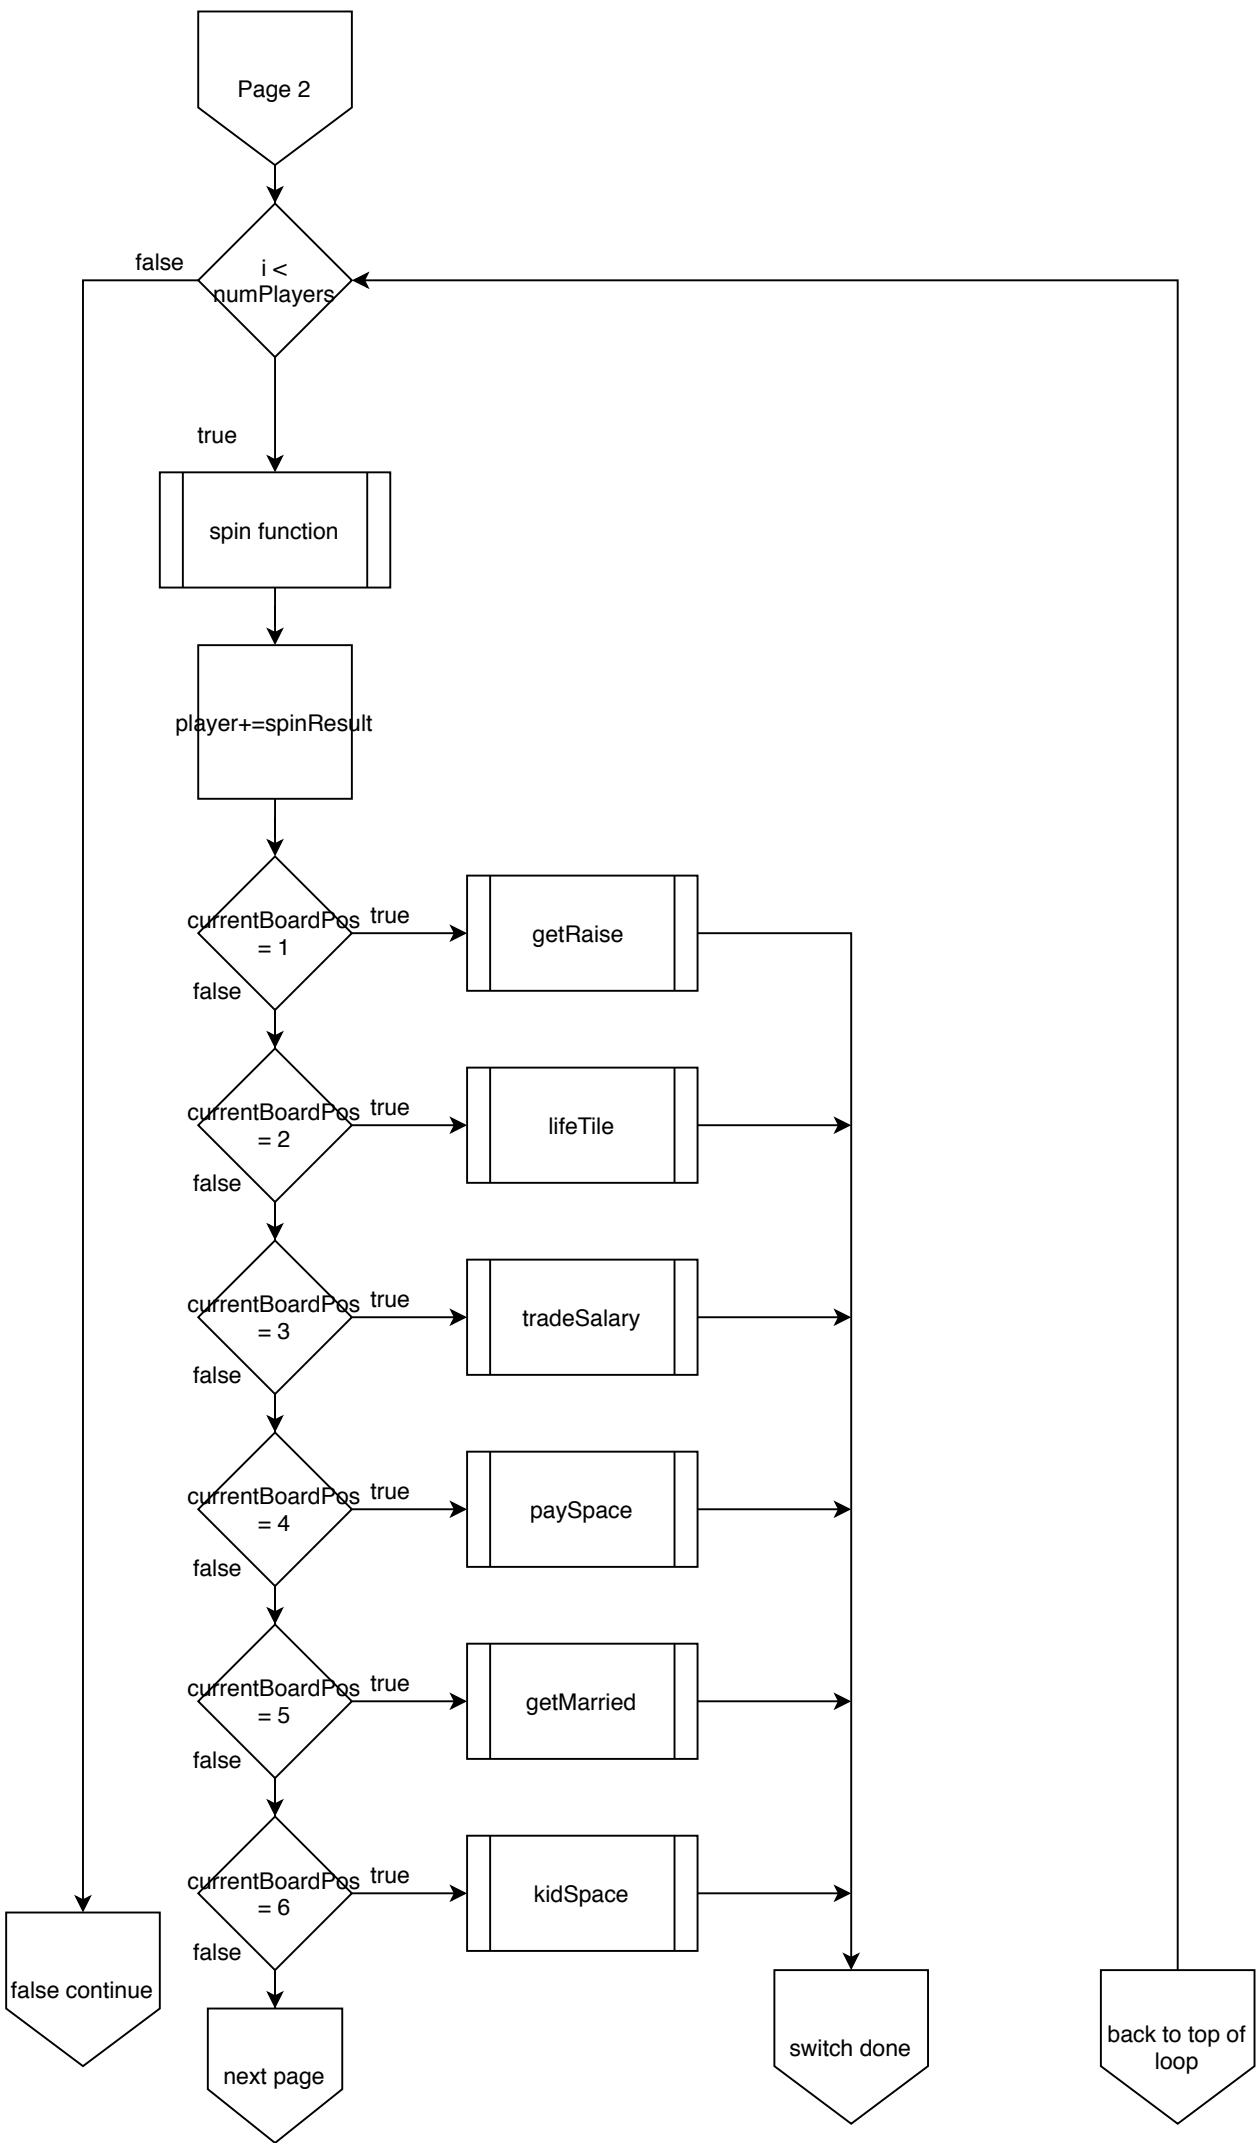 Page 2
false
i <
numPlayers
true
spin function
player+=spinResult
currentBoardPos
= 1
true
getRaise
false
currentBoardPos
= 2
true
lifeTile
false
currentBoardPos
= 3
true
tradeSalary
false
currentBoardPos
= 4
true
paySpace
false
currentBoardPos
= 5
true
getMarried
false
currentBoardPos
= 6
true
kidSpace
false
false continue
next page
switch done
back to top of
loop